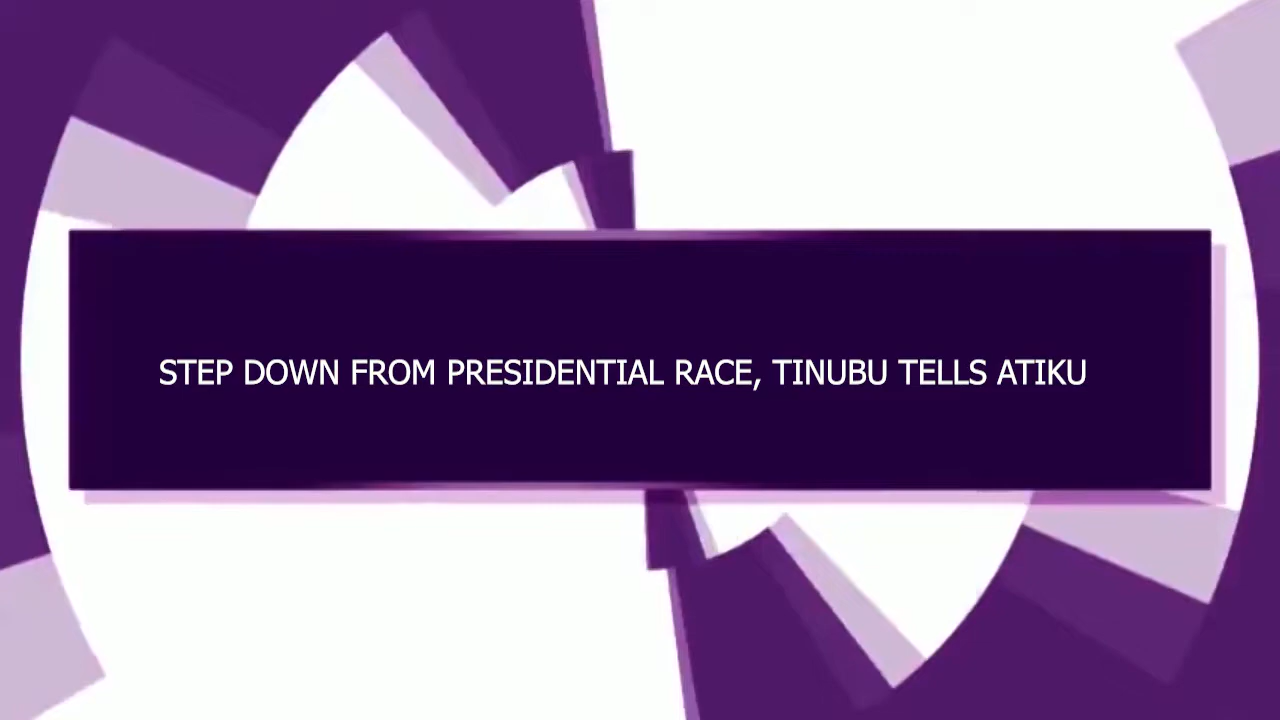 STEP DOWN FROM PRESIDENTIAL RACE, TINUBU TELLS ATIKU